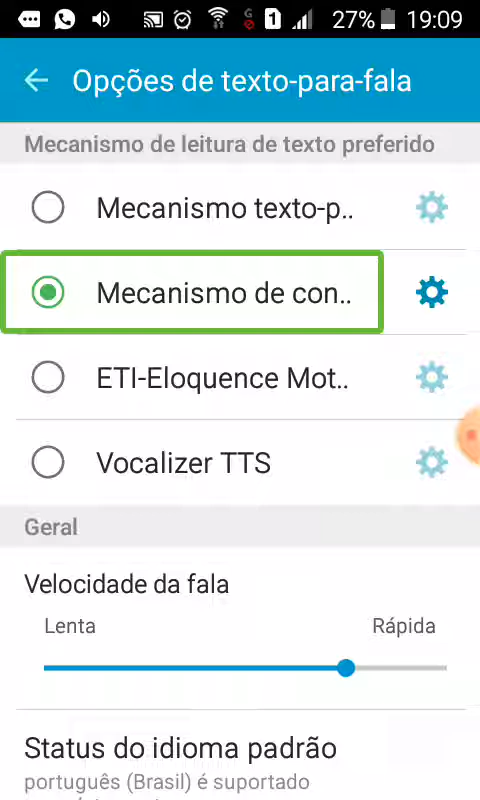 27% 19:09
Opções de texto-para-fala
Mecanismo de leitura de texto preferido
Mecanismo texto-p..
Mecanismo de con..
ETI-Eloquence Mot..
Vocalizer TTS
Geral
Velocidade da fala
Lenta Rápida
Status do idioma padrão
português (Brasil) é suportado